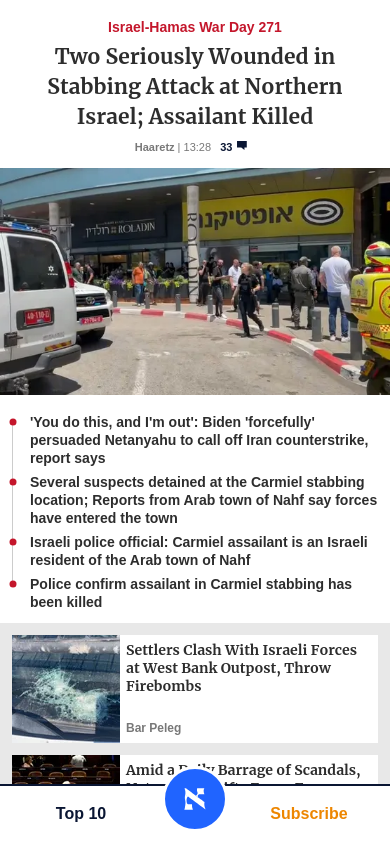 Israel-Hamas War Day 271
Two Seriously Wounded in
Stabbing Attack at Northern
Israel; Assailant Killed
Haaretz | 13:28 33
רולדין ROLADIN
אופטיקנה
ROLADIN
'You do this, and I'm out': Biden 'forcefully'
persuaded Netanyahu to call off Iran counterstrike,
report says
Several suspects detained at the Carmiel stabbing
location; Reports from Arab town of Nahf say forces
have entered the town
Israeli police official: Carmiel assailant is an Israeli
resident of the Arab town of Nahf
Police confirm assailant in Carmiel stabbing has
been killed
Settlers Clash With Israeli Forces
at West Bank Outpost, Throw
Firebombs
Bar Peleg
Amid a Daily Barrage of Scandals,
Top 10
Subscribe